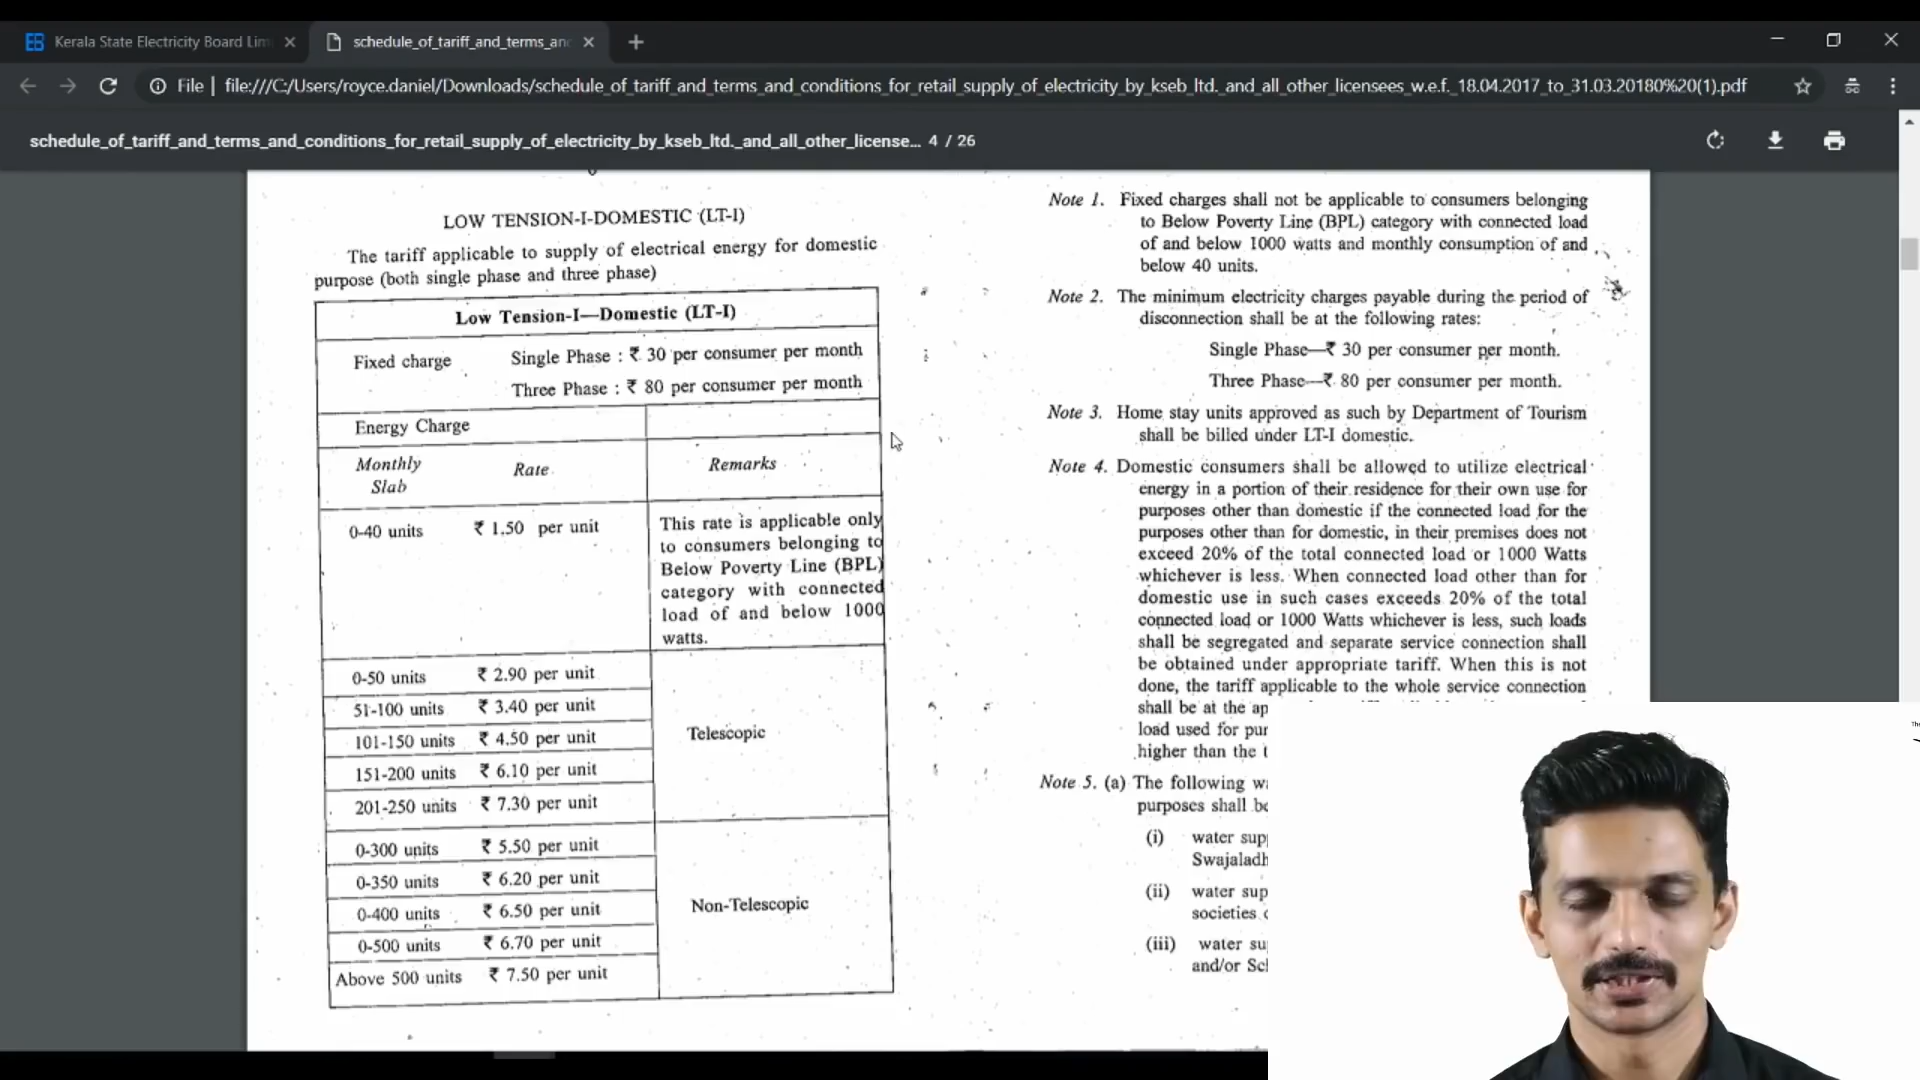 Kerala State Electricity Board Lim
schedule_of_tariff_and_terms_and
File
file:///C:/Users/royce.daniel/Downloads/schedule_of_tariff_and_terms_and_conditions_for_retail_supply_of_electricity_by_kseb_ltd._and_all_other_licensees_w.e.f._18.04.2017_to_31.03.20180%20(1).pdf
schedule_of_tariff_and_terms_and_conditions_for_retail_supply_of_electricity_by_kseb_ltd._and_all_other_license... 4 / 26
LOW TENSION-I-DOMESTIC (LT-I)
The tariff applicable to supply of electrical energy for domestic
purpose (both single phase and three phase)
Low Tension-I—Domestic (LT-I)
Fixed charge Single Phase : ₹ 30 per consumer per month
Three Phase : ₹ 80 per consumer per month
Energy Charge
Monthly Slab Rate Remarks
0-40 units ₹ 1.50 per unit
This rate is applicable only
to consumers belonging to
Below Poverty Line (BPL)
category with connected
load of and below 1000
watts.
0-50 units ₹ 2.90 per unit
51-100 units ₹ 3.40 per unit
101-150 units ₹ 4.50 per unit
151-200 units ₹ 6.10 per unit
201-250 units ₹ 7.30 per unit
Telescopic
0-300 units ₹ 5.50 per unit
0-350 units ₹ 6.20 per unit
0-400 units ₹ 6.50 per unit
0-500 units ₹ 6.70 per unit
Above 500 units ₹ 7.50 per unit
Non-Telescopic
Note 1. Fixed charges shall not be applicable to consumers belonging
to Below Poverty Line (BPL) category with connected load
of and below 1000 watts and monthly consumption of and
below 40 units.
Note 2. The minimum electricity charges payable during the period of
disconnection shall be at the following rates:
Single Phase—₹ 30 per consumer per month.
Three Phase—₹ 80 per consumer per month.
Note 3. Home stay units approved as such by Department of Tourism
shall be billed under LT-I domestic.
Note 4. Domestic consumers shall be allowed to utilize electrical
energy in a portion of their residence for their own use for
purposes other than domestic if the connected load for the
purposes other than for domestic, in their premises does not
exceed 20% of the total connected load or 1000 Watts
whichever is less. When connected load other than for
domestic use in such cases exceeds 20% of the total
connected load or 1000 Watts whichever is less, such loads
shall be segregated and separate service connection shall
be obtained under appropriate tariff. When this is not
done, the tariff applicable to the whole service connection
shall be at the ap
load used for pur
higher than the t
Note 5. (a) The following w
purposes shall be
(i) water supp
Swajaladh
(ii) water sup
societies
(iii) water su
and/or Sc